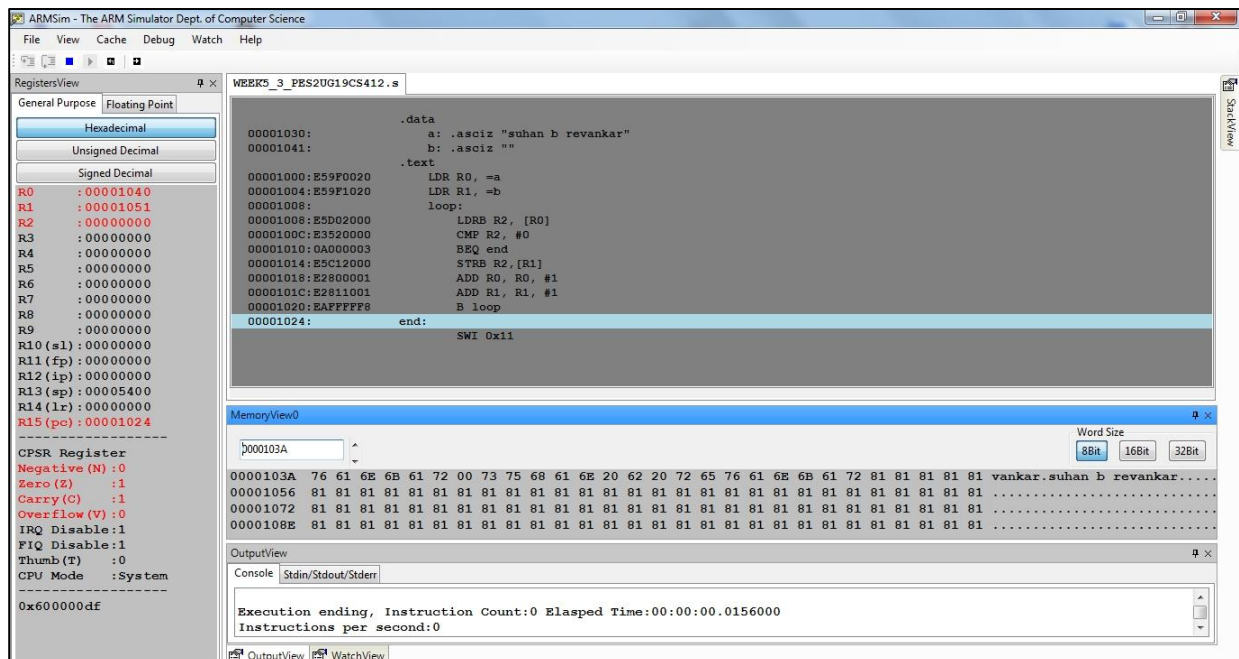 ARMSim - The ARM Simulator Dept. of Computer Science
File View Cache Debug Watch Help
RegistersView
General Purpose Floating Point
Hexadecimal
Unsigned Decimal
Signed Decimal
R0 :00001040
R1 :00001051
R2 :00000000
R3 :00000000
R4 :00000000
R5 :00000000
R6 :00000000
R7 :00000000
R8 :00000000
R9 :00000000
R10(sl):00000000
R11(fp):00000000
R12(ip):00000000
R13(sp):00005400
R14(lr):00000000
R15(pc):00001024
------------------
CPSR Register
Negative(N):0
Zero(Z) :1
Carry(C) :1
Overflow(V):0
IRQ Disable:1
FIQ Disable:1
Thumb(T) :0
CPU Mode :System
------------------
0x600000df
WEEK5_3_PES2UG19CS412.s
.data
00001030: a: .asciz "suhan b revankar"
00001041: b: .asciz ""
.text
00001000:E59F0020 LDR R0, =a
00001004:E59F1020 LDR R1, =b
00001008: loop:
00001008:E5D02000 LDRB R2, [R0]
0000100C:E3520000 CMP R2, #0
00001010:0A000003 BEQ end
00001014:E5C12000 STRB R2,[R1]
00001018:E2800001 ADD R0, R0, #1
0000101C:E2811001 ADD R1, R1, #1
00001020:EAFFFFF8 B loop
00001024: end:
SWI 0x11
StackView
MemoryView0
0000103A
Word Size
8Bit 16Bit 32Bit
0000103A 76 61 6E 6B 61 72 00 73 75 68 61 6E 20 62 20 72 65 76 61 6E 6B 61 72 81 81 81 81 81 vankar.suhan b revankar.....
00001056 81 81 81 81 81 81 81 81 81 81 81 81 81 81 81 81 81 81 81 81 81 81 81 81 81 81 81 81 ............................
00001072 81 81 81 81 81 81 81 81 81 81 81 81 81 81 81 81 81 81 81 81 81 81 81 81 81 81 81 81 ............................
0000108E 81 81 81 81 81 81 81 81 81 81 81 81 81 81 81 81 81 81 81 81 81 81 81 81 81 81 81 81 ............................
OutputView
Console Stdin/Stdout/Stderr
Execution ending, Instruction Count:0 Elasped Time:00:00:00.0156000
Instructions per second:0
OutputView WatchView